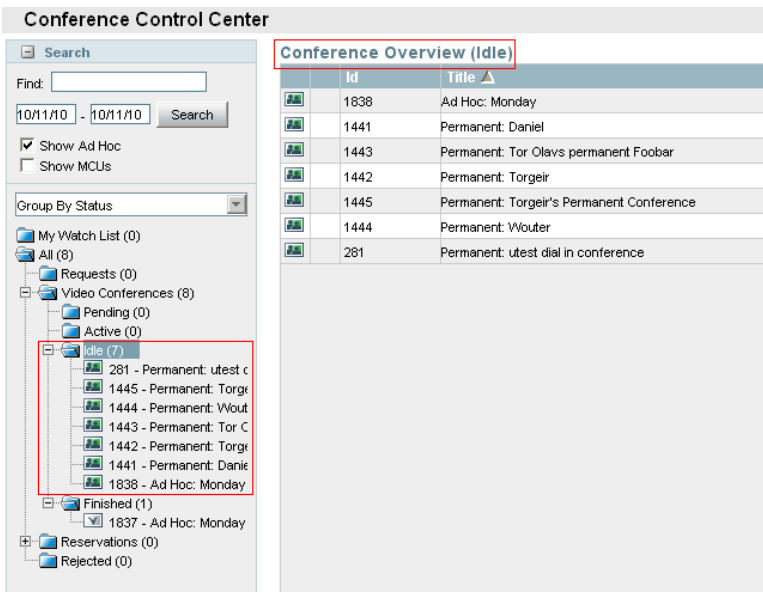 Conference Control Center
Search
Find:
10/11/10 - 10/11/10 Search
Show Ad Hoc
Show MCUs
Group By Status
My Watch List (0)
All (8)
Requests (0)
Video Conferences (8)
Pending (0)
Active (0)
Idle (7)
281 - Permanent: utest c
1445 - Permanent: Torge
1444 - Permanent: Wout
1443 - Permanent: Tor C
1442 - Permanent: Torge
1441 - Permanent: Danie
1838 - Ad Hoc: Monday
Finished (1)
1837 - Ad Hoc: Monday
Reservations (0)
Rejected (0)
Conference Overview (Idle)
Id Title
1838 Ad Hoc: Monday
1441 Permanent: Daniel
1443 Permanent: Tor Olavs permanent Foobar
1442 Permanent: Torgeir
1445 Permanent: Torgeir's Permanent Conference
1444 Permanent: Wouter
281 Permanent: utest dial in conference